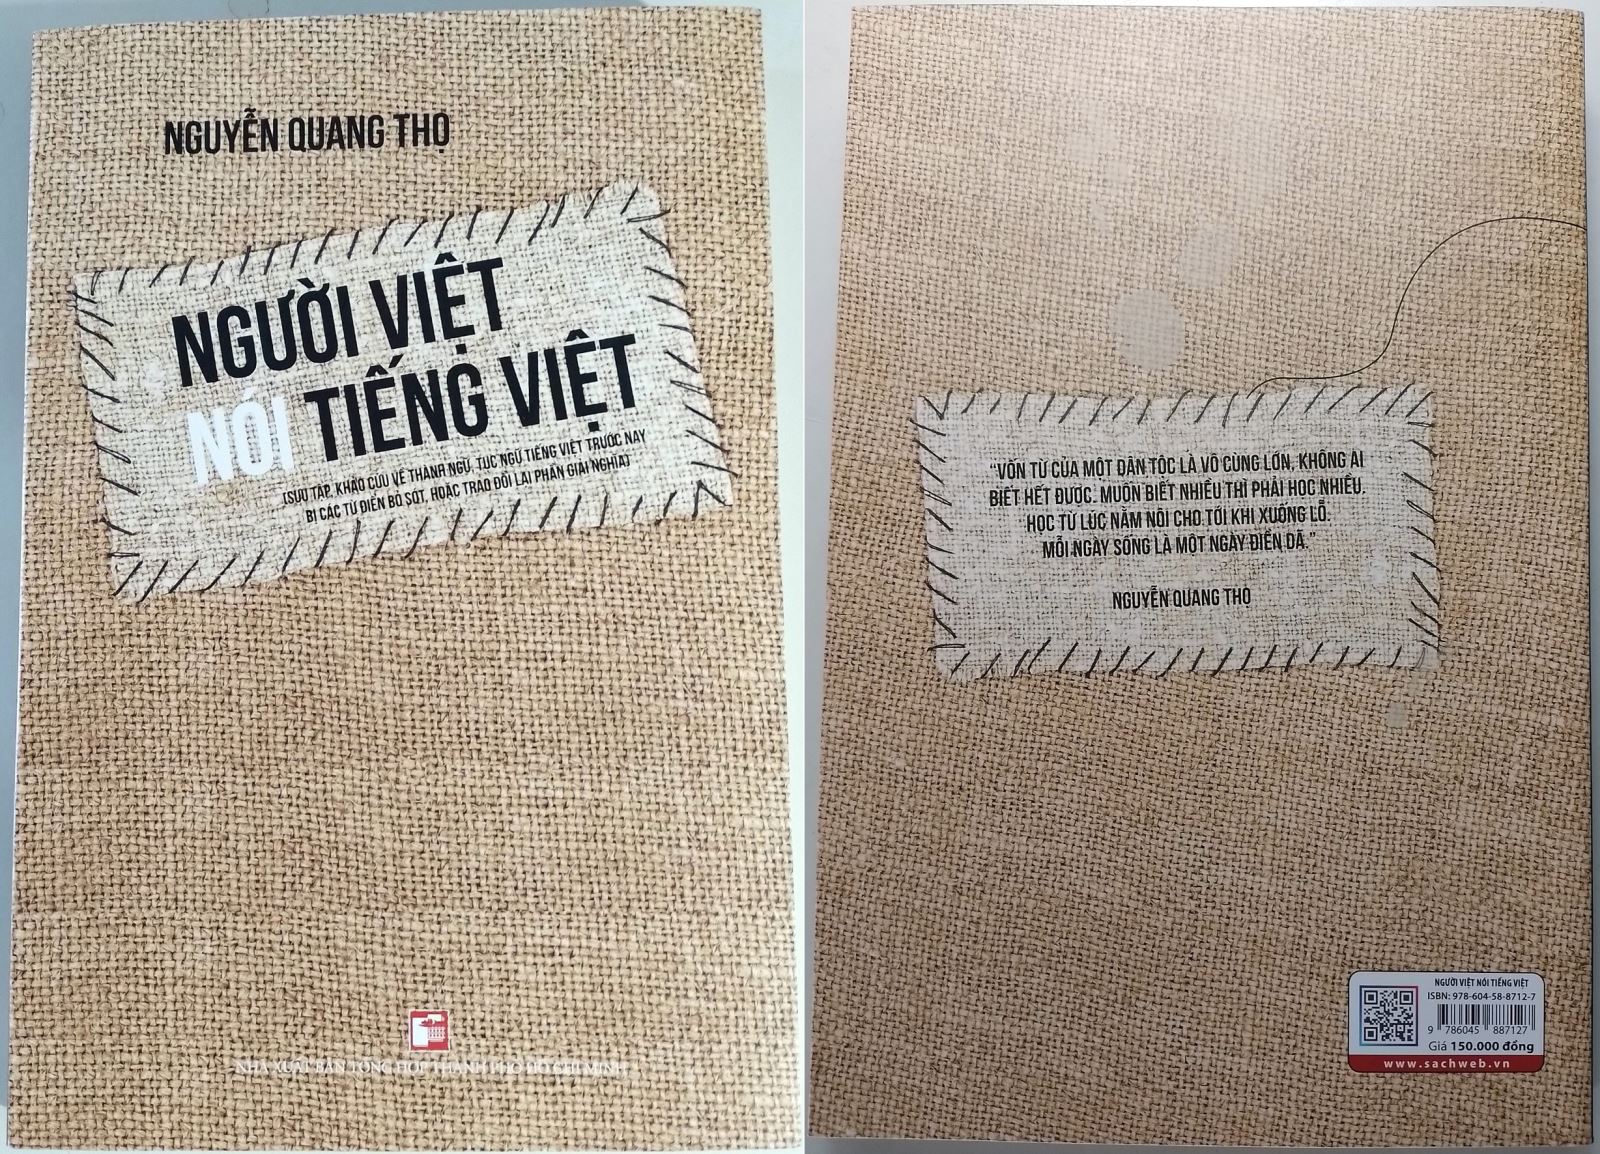 NGUYỄN QUANG THỌ
NGƯỜI VIỆT
NÓI TIẾNG VIỆT
(SƯU TẬP, KHẢO CỨU VỀ THÀNH NGỮ, TỤC NGỮ TIẾNG VIỆT TRƯỚC NAY
BỊ CÁC TỪ ĐIỂN BỎ SÓT, HOẶC TRAO ĐỔI LẠI PHẦN GIẢI NGHĨA)
NHÀ XUẤT BẢN TỔNG HỢP THÀNH PHỐ HỒ CHÍ MINH
“VỐN TỪ CỦA MỘT DÂN TỘC LÀ VÔ CÙNG LỚN, KHÔNG AI
BIẾT HẾT ĐƯỢC. MUỐN BIẾT NHIỀU THÌ PHẢI HỌC NHIỀU.
HỌC TỪ LÚC NẰM NÔI CHO TỚI KHI XUỐNG LỖ.
MỖI NGÀY SỐNG LÀ MỘT NGÀY ĐIỀN DÃ.”
NGUYỄN QUANG THỌ
NGƯỜI VIỆT NÓI TIẾNG VIỆT
ISBN: 978-604-58-8712-7
9 786045 887127
Giá 150.000 đồng
www.sachweb.vn